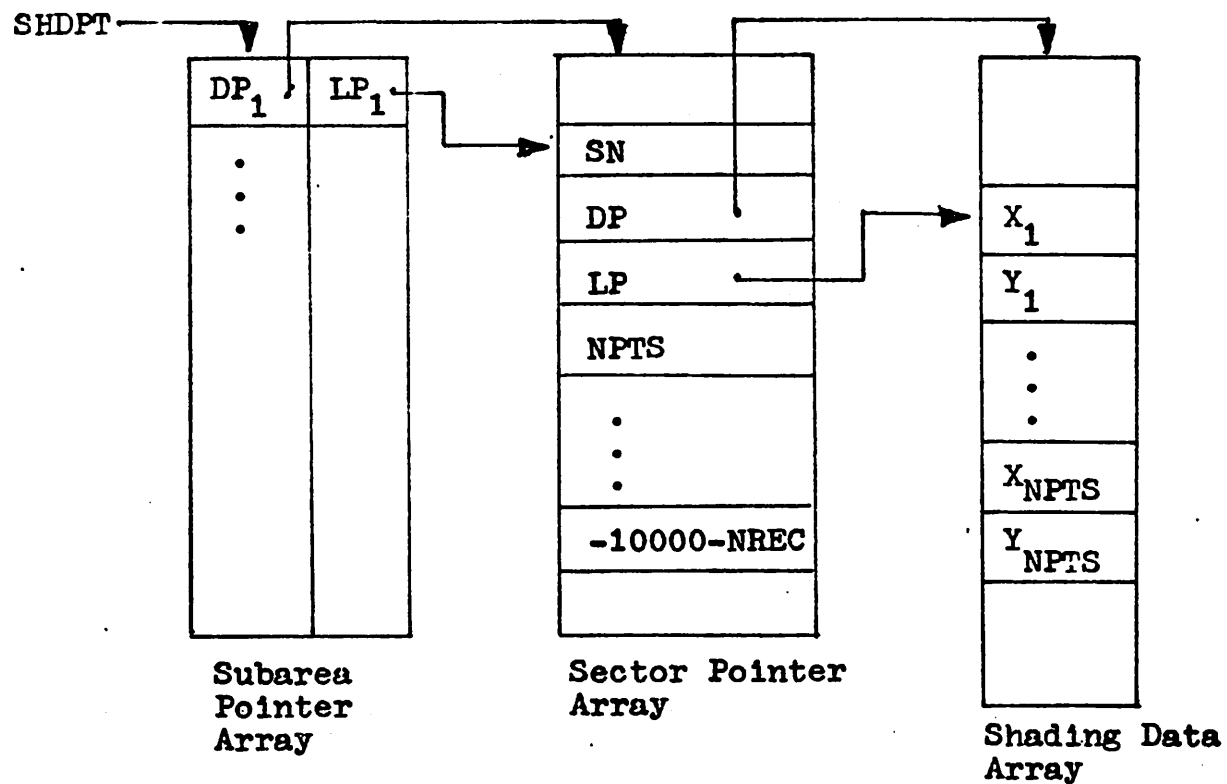 SHDPT
DP1 LP1
SN
DP
LP
NPTS
-10000-NREC
X1
Y1
XNPTS
YNPTS
Subarea
Pointer
Array
Sector Pointer
Array
Shading Data
Array